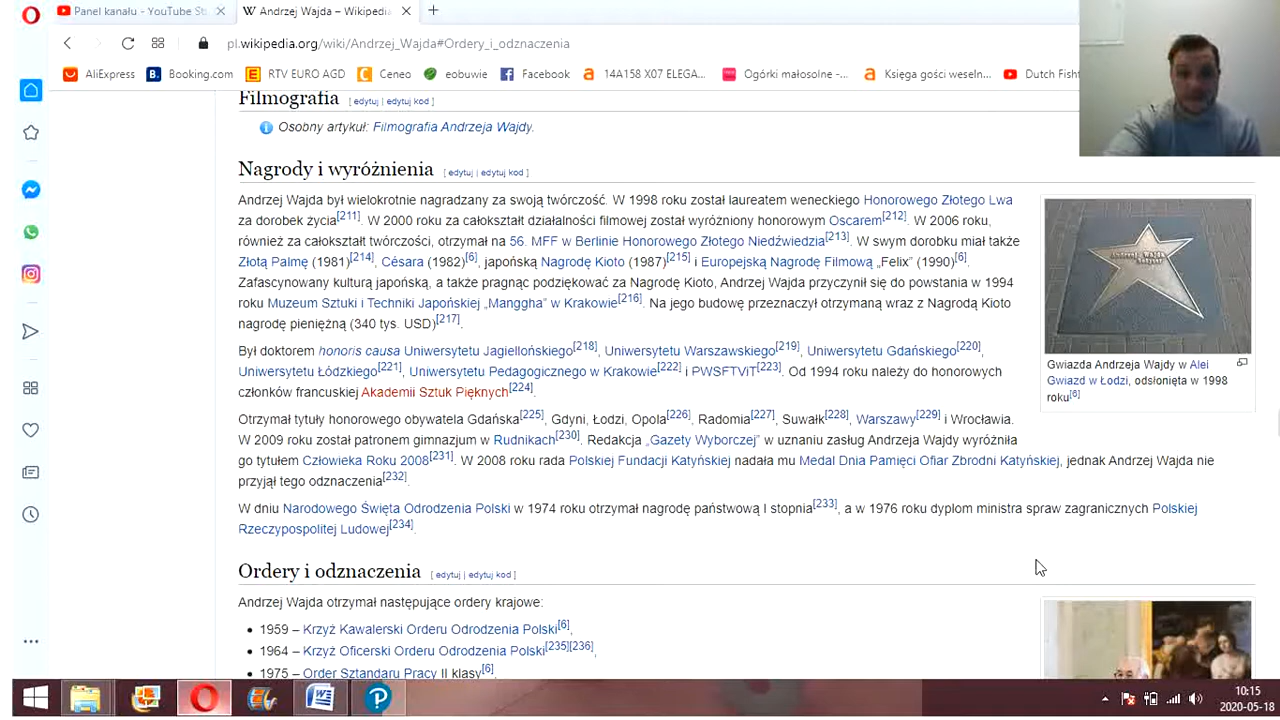 Panel kanału - YouTube St
Andrzej Wajda – Wikipedi
pl.wikipedia.org/wiki/Andrzej_Wajda#Ordery_i_odznaczenia
AliExpress
Booking.com
RTV EURO AGD
Ceneo
eobuwie
Facebook
14A158 X07 ELEGA...
Ogórki małosolne -...
Księga gości weseln...
Dutch Fisht
Filmografia [ edytuj | edytuj kod ]
Osobny artykuł: Filmografia Andrzeja Wajdy.
Nagrody i wyróżnienia [ edytuj | edytuj kod ]
Andrzej Wajda był wielokrotnie nagradzany za swoją twórczość. W 1998 roku został laureatem weneckiego Honorowego Złotego Lwa
za dorobek życia[211]. W 2000 roku za całokształt działalności filmowej został wyróżniony honorowym Oscarem[212]. W 2006 roku,
również za całokształt twórczości, otrzymał na 56. MFF w Berlinie Honorowego Złotego Niedźwiedzia[213]. W swym dorobku miał także
Złotą Palmę (1981)[214], Césara (1982)[6], japońską Nagrodę Kioto (1987)[215] i Europejską Nagrodę Filmową „Felix" (1990)[6].
Zafascynowany kulturą japońską, a także pragnąc podziękować za Nagrodę Kioto, Andrzej Wajda przyczynił się do powstania w 1994
roku Muzeum Sztuki i Techniki Japońskiej „Manggha" w Krakowie[216]. Na jego budowę przeznaczył otrzymaną wraz z Nagrodą Kioto
nagrodę pieniężną (340 tys. USD)[217].
Był doktorem honoris causa Uniwersytetu Jagiellońskiego[218], Uniwersytetu Warszawskiego[219], Uniwersytetu Gdańskiego[220],
Uniwersytetu Łódzkiego[221], Uniwersytetu Pedagogicznego w Krakowie[222] i PWSFTViT[223]. Od 1994 roku należy do honorowych
członków francuskiej Akademii Sztuk Pięknych[224].
Otrzymał tytuły honorowego obywatela Gdańska[225], Gdyni, Łodzi, Opola[226], Radomia[227], Suwałk[228], Warszawy[229] i Wrocławia.
W 2009 roku został patronem gimnazjum w Rudnikach[230]. Redakcja „Gazety Wyborczej" w uznaniu zasług Andrzeja Wajdy wyróżniła
go tytułem Człowieka Roku 2008[231]. W 2008 roku rada Polskiej Fundacji Katyńskiej nadała mu Medal Dnia Pamięci Ofiar Zbrodni Katyńskiej, jednak Andrzej Wajda nie
przyjął tego odznaczenia[232].
W dniu Narodowego Święta Odrodzenia Polski w 1974 roku otrzymał nagrodę państwową I stopnia[233], a w 1976 roku dyplom ministra spraw zagranicznych Polskiej
Rzeczypospolitej Ludowej[234].
Gwiazda Andrzeja Wajdy w Alei
Gwiazd w Łodzi, odsłonięta w 1998
roku[6]
Ordery i odznaczenia [ edytuj | edytuj kod ]
Andrzej Wajda otrzymał następujące ordery krajowe:
• 1959 – Krzyż Kawalerski Orderu Odrodzenia Polski[6],
• 1964 – Krzyż Oficerski Orderu Odrodzenia Polski[235][236],
• 1975 – Order Sztandaru Pracy II klasy[6],
10:15
2020-05-18